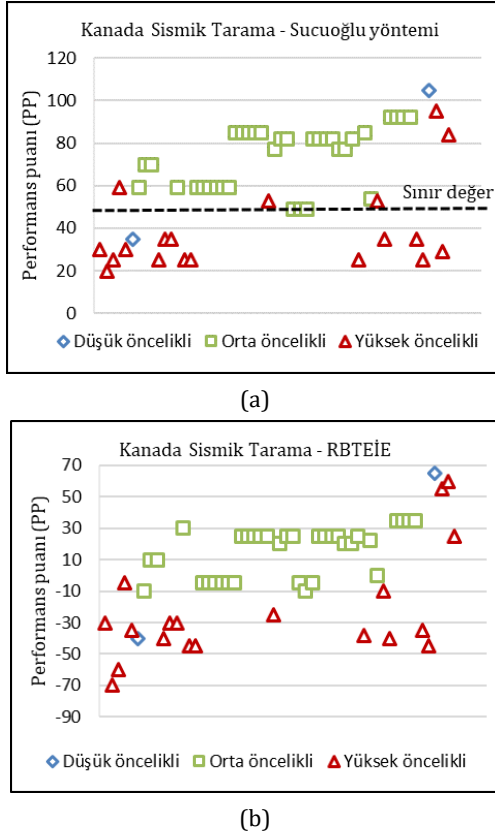 Kanada Sismik Tarama - Sucuoğlu yöntemi
Performans puanı (PP)
120
100
80
60
40
20
0
Sınır değer
Düşük öncelikli Orta öncelikli Yüksek öncelikli
(a)
Kanada Sismik Tarama - RBTEİE
Performans puanı (PP)
70
50
30
10
-10
-30
-50
-70
-90
Düşük öncelikli Orta öncelikli Yüksek öncelikli
(b)